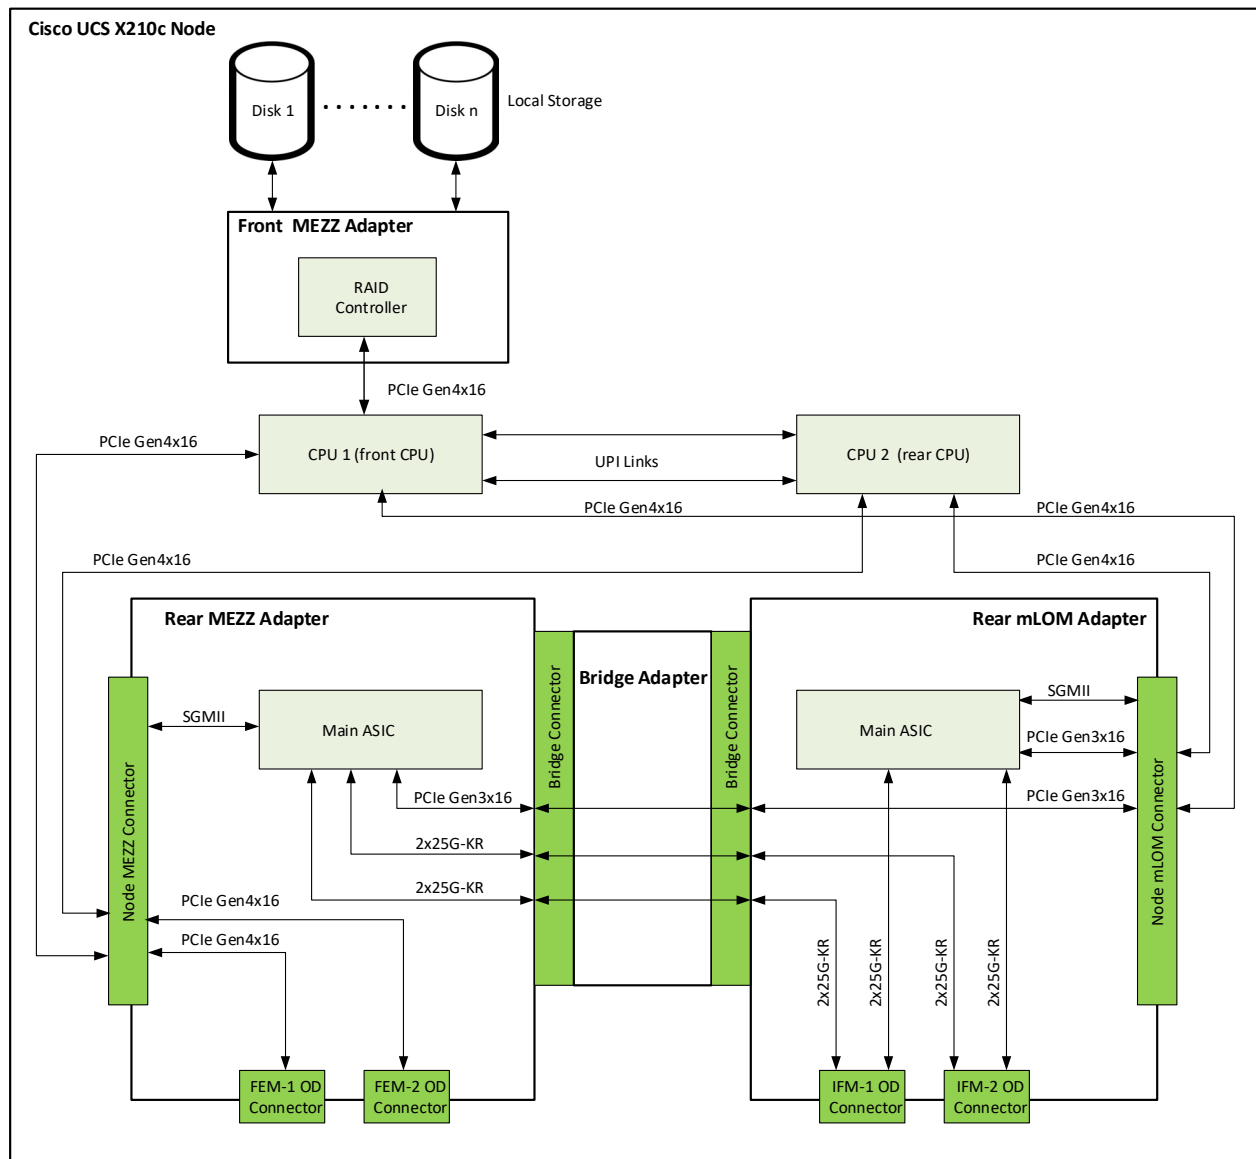 Cisco UCS X210c Node
Disk 1
Disk n
Local Storage
Front MEZZ Adapter
RAID
Controller
PCIe Gen4x16
PCIe Gen4x16
CPU 1 (front CPU)
UPI Links
CPU 2 (rear CPU)
PCIe Gen4x16
PCIe Gen4x16
PCIe Gen4x16
PCIe Gen4x16
Rear MEZZ Adapter
Rear mLOM Adapter
Bridge Connector
Bridge Adapter
Bridge Connector
SGMII
Main ASIC
Main ASIC
SGMII
PCIe Gen3x16
PCIe Gen3x16
PCIe Gen3x16
Node MEZZ Connector
Node mLOM Connector
2x25G-KR
2x25G-KR
PCIe Gen4x16
PCIe Gen4x16
2x25G-KR
2x25G-KR
2x25G-KR
2x25G-KR
FEM-1 OD
Connector
FEM-2 OD
Connector
IFM-1 OD
Connector
IFM-2 OD
Connector